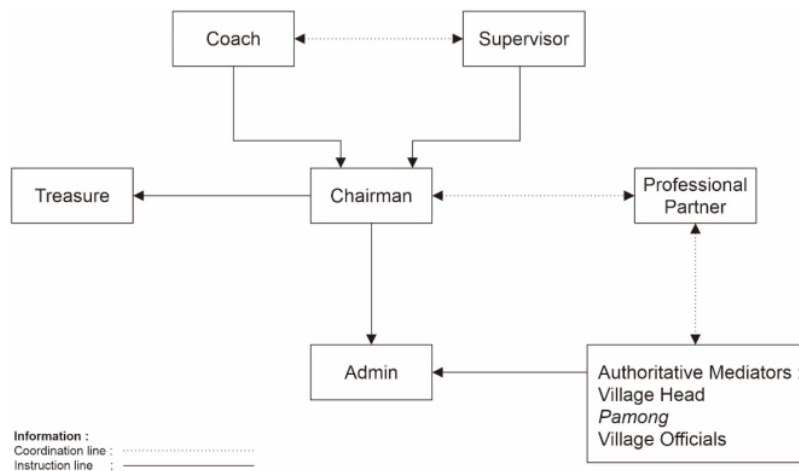 Coach
Supervisor
Treasure
Chairman
Professional
Partner
Admin
Authoritative Mediators :
Village Head
Pamong
Village Officials
Information :
Coordination line :
Instruction line :